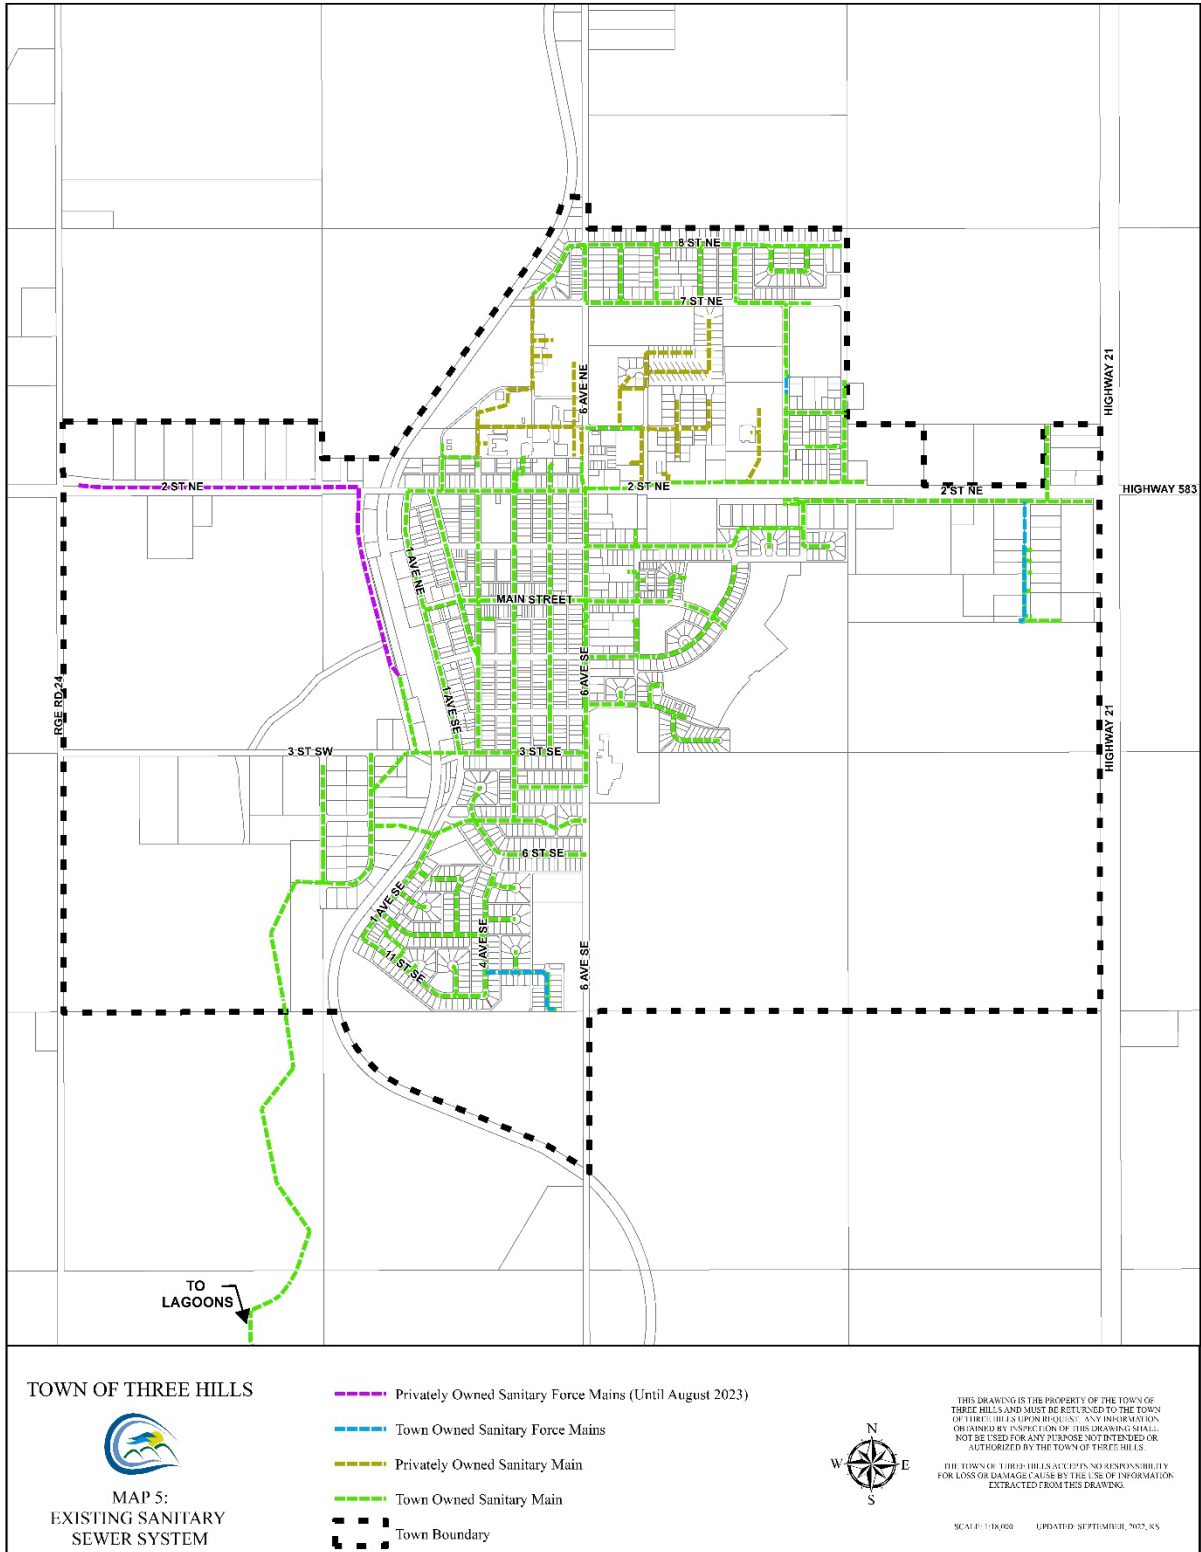 8 ST NE
7 ST NE
6 AVE NE
HIGHWAY 21
2 ST NE
2 ST NE
2 ST NE
HIGHWAY 583
1 AVE NE
MAIN STREET
6 AVE SE
RGE RD 24
1 AVE SE
3 ST SW
3 ST SE
HIGHWAY 21
6 ST SE
1 AVE SE
4 AVE SE
11 ST SE
6 AVE SE
TO
LAGOONS
TOWN OF THREE HILLS
MAP 5:
EXISTING SANITARY
SEWER SYSTEM
Privately Owned Sanitary Force Mains (Until August 2023)
Town Owned Sanitary Force Mains
Privately Owned Sanitary Main
Town Owned Sanitary Main
Town Boundary
N
W
E
S
THIS DRAWING IS THE PROPERTY OF THE TOWN OF
THREE HILLS AND MUST BE RETURNED TO THE TOWN
OF THREE HILLS UPON REQUEST. ANY INFORMATION
OBTAINED BY INSPECTION OF THIS DRAWING SHALL
NOT BE USED FOR ANY PURPOSE NOT INTENDED OR
AUTHORIZED BY THE TOWN OF THREE HILLS.
THE TOWN OF THREE HILLS ACCEPTS NO RESPONSIBILITY
FOR LOSS OR DAMAGE CAUSE BY THE USE OF INFORMATION
EXTRACTED FROM THIS DRAWING.
SCALE: 1:18,000
UPDATED: SEPTEMBER, 2022, KS